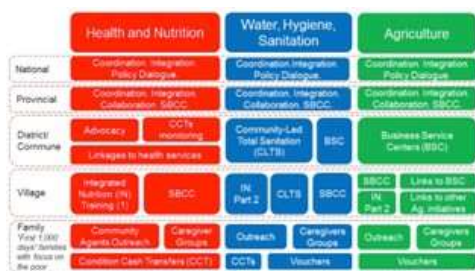 Health and Nutrition
Water, Hygiene,
Sanitation
Agriculture
National
Coordination. Integration.
Policy Dialogue.
Coordination. Integration.
Policy Dialogue.
Coordination. Integration.
Policy Dialogue.
Provincial
Coordination. Integration.
Collaboration. SBCC.
Coordination. Integration.
Collaboration. SBCC.
Coordination. Integration.
Collaboration. SBCC.
District/
Commune
Advocacy
CCTs
monitoring
Linkages to health services
Community-Led
Total Sanitation (CLTS)
BSC
Business Service
Centers (BSC)
Village
Integrated
Nutrition (IN)
Training (1)
SBCC
IN
Part 2
CLTS
SBCC
SBCC
Links to BSC
IN
Part 2
Links to other
Ag. initiatives
Family
"First 1,000
days" families
with focus on
the poor
Community
Agents Outreach
Caregiver
Groups
Condition Cash Transfers (CCT)
Outreach
Caregivers
Groups
CCTs
Vouchers
Outreach
Caregivers
Groups
Vouchers